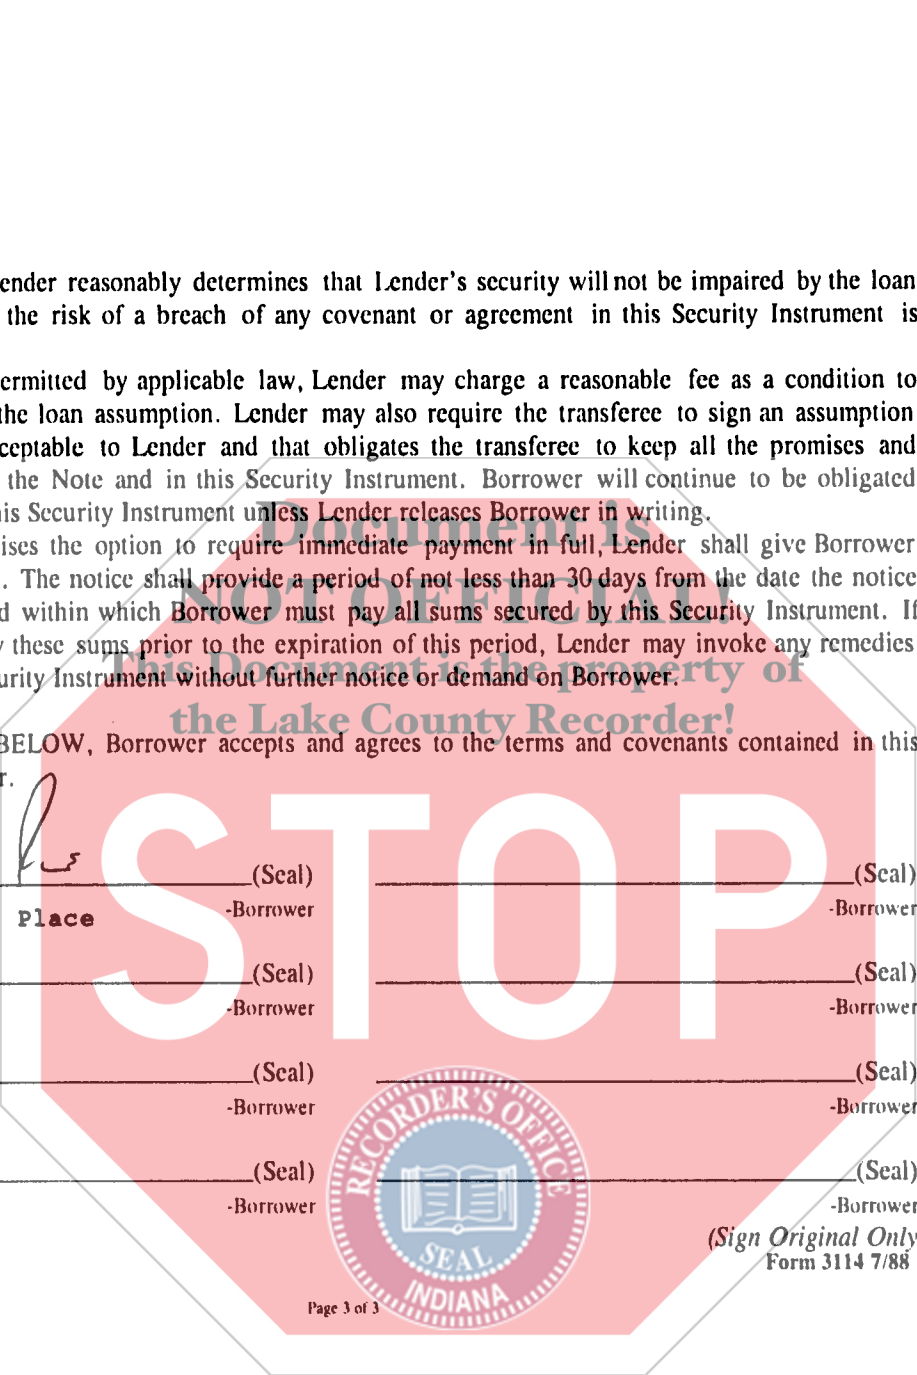 ender reasonably determines that Lender's security will not be impaired by the loan
the risk of a breach of any covenant or agreement in this Security Instrument is
ermitted by applicable law, Lender may charge a reasonable fee as a condition to
the loan assumption. Lender may also require the transferee to sign an assumption
ceptable to Lender and that obligates the transferee to keep all the promises and
the Note and in this Security Instrument. Borrower will continue to be obligated
is Security Instrument unless Lender releases Borrower in writing.
Document is
ises the option to require immediate payment in full, Lender shall give Borrower
. The notice shall provide a period of not less than 30 days from the date the notice
NOT OFFICIAL!
d within which Borrower must pay all sums secured by this Security Instrument. If
y these sums prior to the expiration of this period, Lender may invoke any remedies
This Document is the property of
urity Instrument without further notice or demand on Borrower.
the Lake County Recorder!
BELOW, Borrower accepts and agrees to the terms and covenants contained in this
r.
STOP
(Seal) (Seal)
Place -Borrower -Borrower
(Seal) (Seal)
-Borrower -Borrower
(Seal) (Seal)
-Borrower -Borrower
RECORDER'S OFFICE
(Seal) (Seal)
-Borrower -Borrower
SEAL
(Sign Original Only
Form 3114 7/88
INDIANA
Page 3 of 3